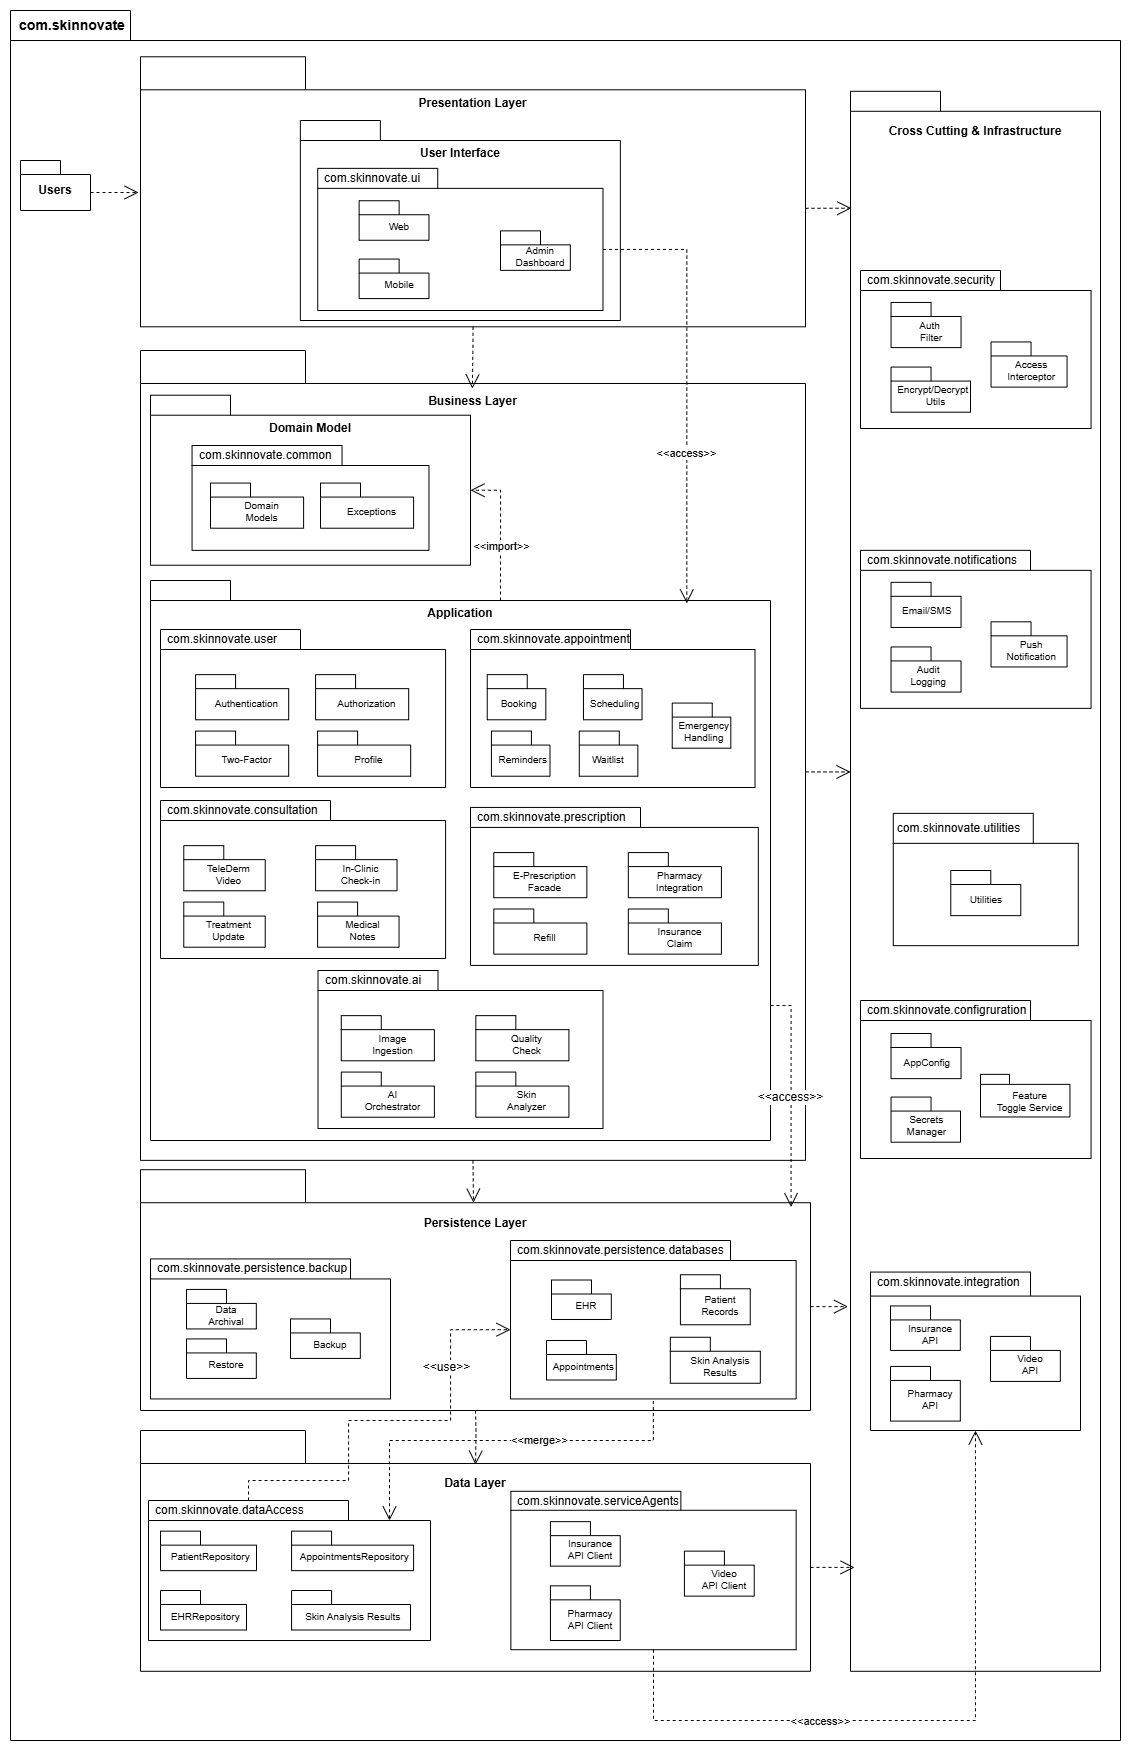 com.skinnovate
Presentation Layer
User Interface
com.skinnovate.ui
Web
Mobile
Admin
Dashboard
Users
Business Layer
Domain Model
com.skinnovate.common
Domain
Models
Exceptions
<<access>>
<<import>>
Application
com.skinnovate.user
Authentication
Authorization
Two-Factor
Profile
com.skinnovate.appointment
Booking
Scheduling
Emergency
Handling
Reminders
Waitlist
com.skinnovate.consultation
TeleDerm
Video
In-Clinic
Check-in
Treatment
Update
Medical
Notes
com.skinnovate.prescription
E-Prescription
Facade
Pharmacy
Integration
Refill
Insurance
Claim
com.skinnovate.ai
Image
Ingestion
Quality
Check
AI
Orchestrator
Skin
Analyzer
<<access>>
Persistence Layer
com.skinnovate.persistence.backup
Data
Archival
Restore
Backup
com.skinnovate.persistence.databases
EHR
Patient
Records
Appointments
Skin Analysis
Results
<<use>>
<<merge>>
Data Layer
com.skinnovate.dataAccess
PatientRepository
AppointmentsRepository
EHRRepository
Skin Analysis Results
com.skinnovate.serviceAgents
Insurance
API Client
Video
API Client
Pharmacy
API Client
<<access>>
Cross Cutting & Infrastructure
com.skinnovate.security
Auth
Filter
Access
Interceptor
Encrypt/Decrypt
Utils
com.skinnovate.notifications
Email/SMS
Push
Notification
Audit
Logging
com.skinnovate.utilities
Utilities
com.skinnovate.configruration
AppConfig
Feature
Toggle Service
Secrets
Manager
com.skinnovate.integration
Insurance
API
Video
API
Pharmacy
API